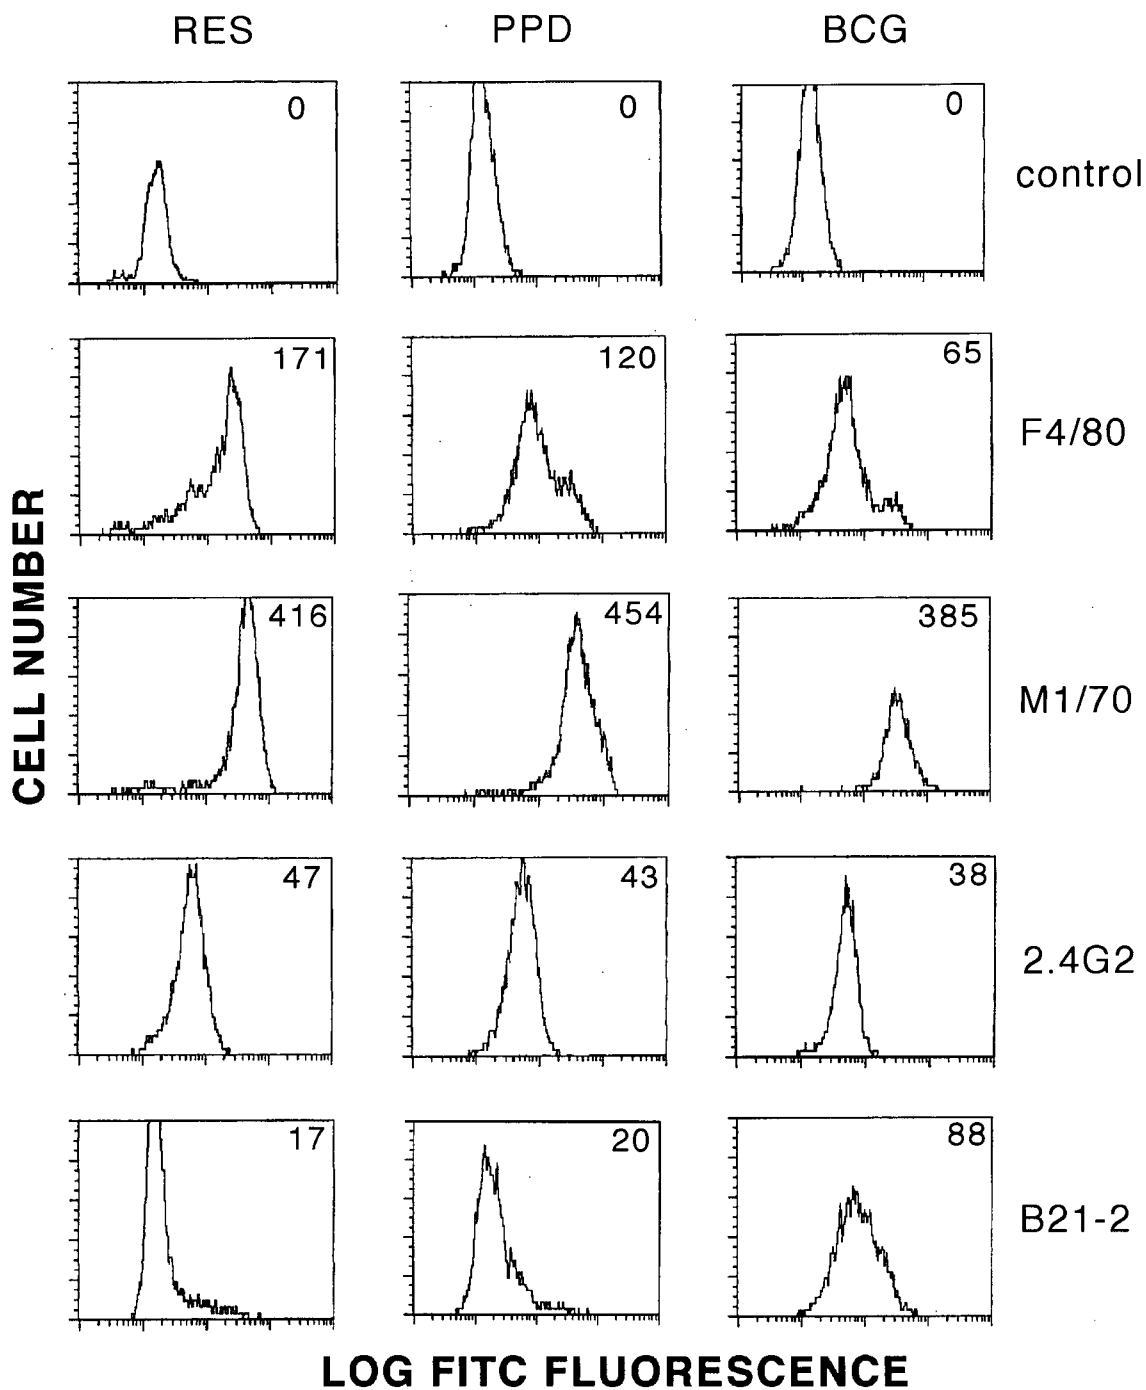 RES PPD BCG
0 0 0 control
171 120 65 F4/80
416 454 385 M1/70
47 43 38 2.4G2
17 20 88 B21-2
CELL NUMBER
LOG FITC FLUORESCENCE